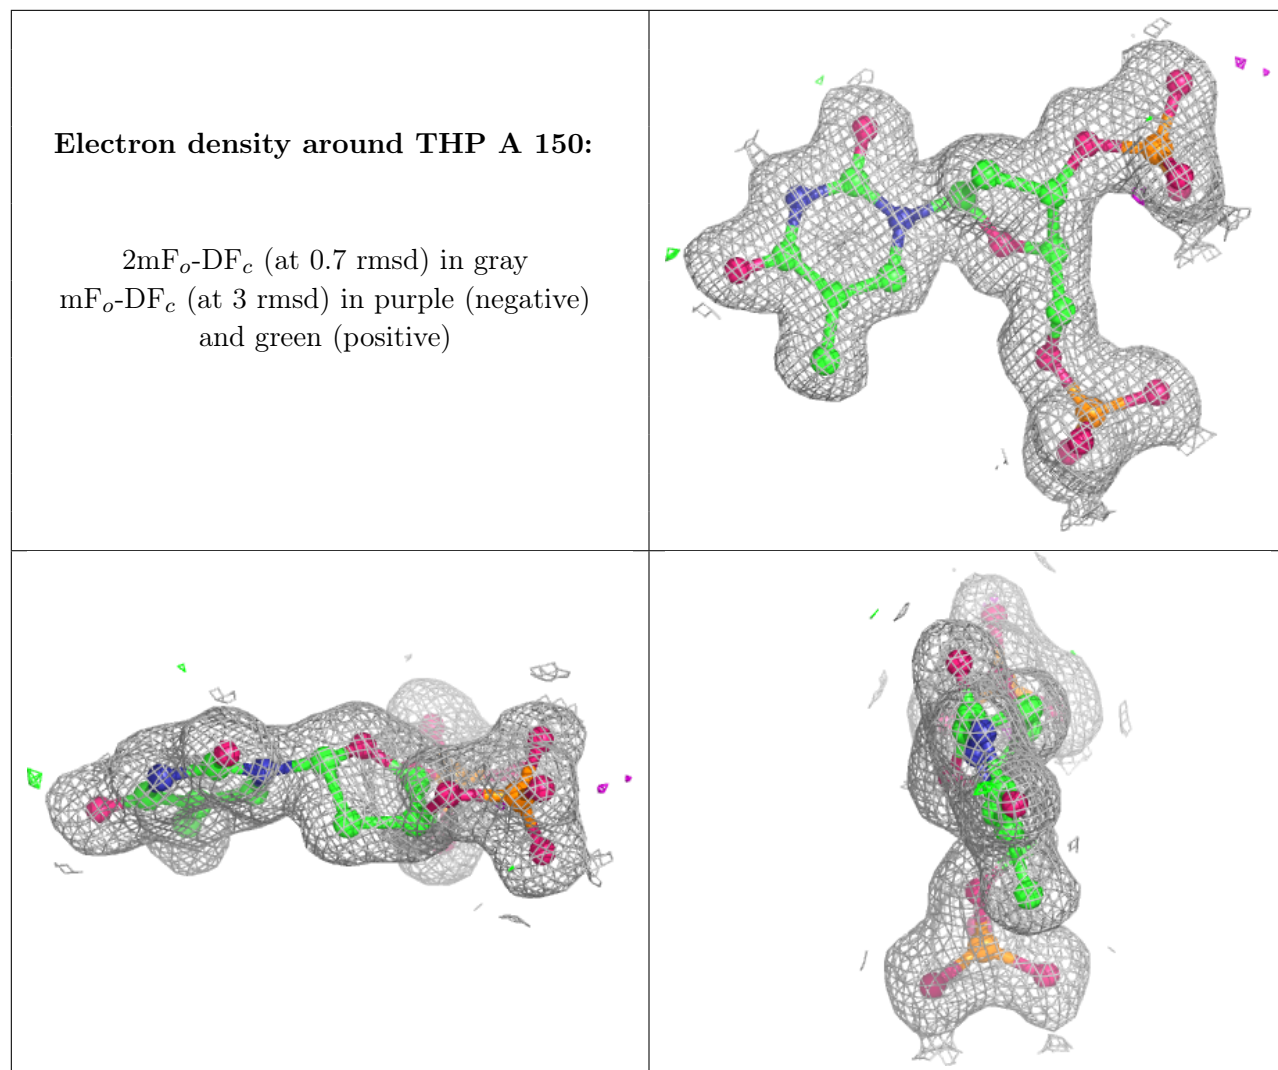 Electron density around THP A 150:
2mFo-DFc (at 0.7 rmsd) in gray
mFo-DFc (at 3 rmsd) in purple (negative)
and green (positive)